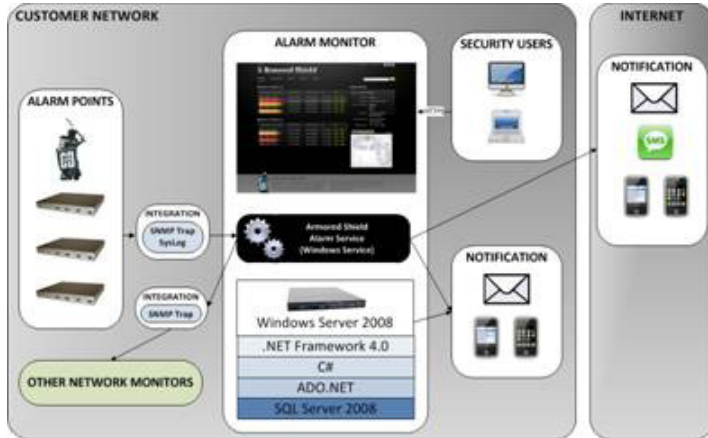 CUSTOMER NETWORK
INTERNET
ALARM MONITOR
SECURITY USERS
NOTIFICATION
Armored Shield
ALARM POINTS
SMS
INTEGRATION
SNMP Trap
SysLog
Armored Shield
Alarm Service
(Windows Service)
NOTIFICATION
INTEGRATION
SNMP Trap
Windows Server 2008
.NET Framework 4.0
C#
ADO.NET
SQL Server 2008
OTHER NETWORK MONITORS